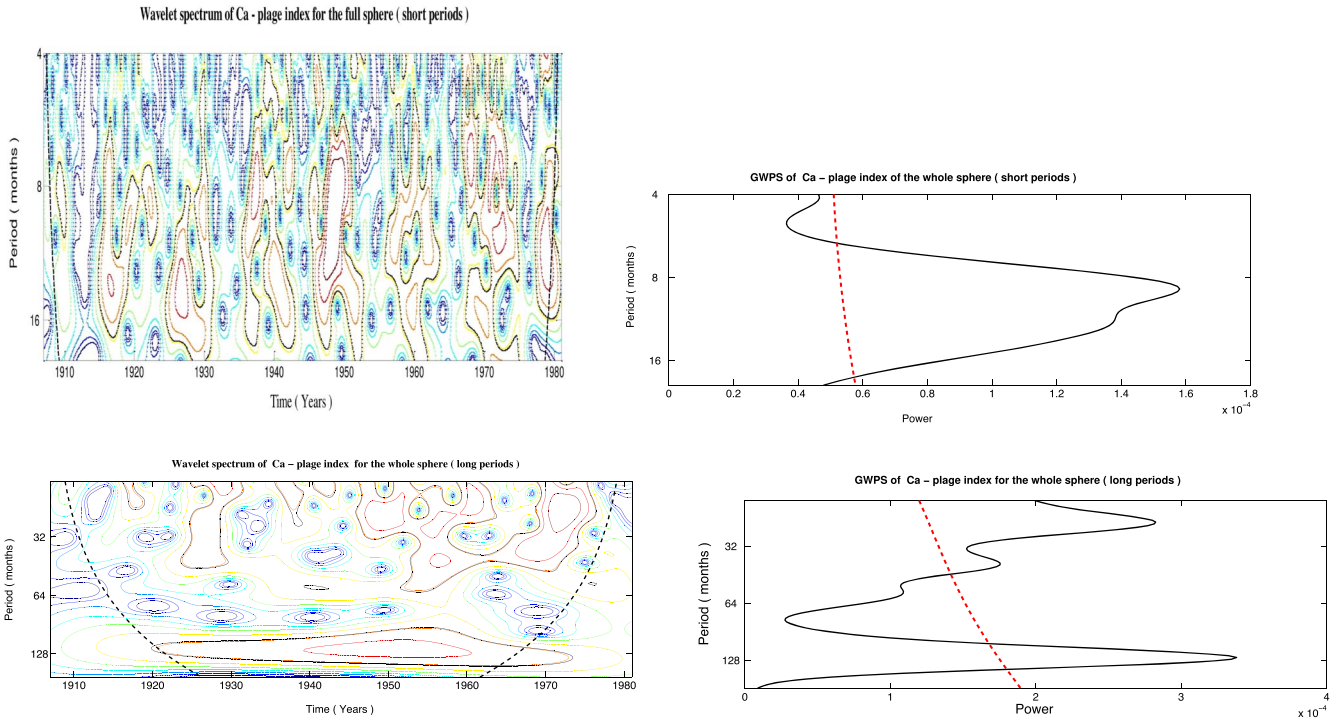 Wavelet spectrum of Ca - plage index for the full sphere ( short periods )
4
8
16
Period ( months )
1910 1920 1930 1940 1950 1960 1970 1980
Time ( Years )
GWPS of Ca − plage index of the whole sphere ( short periods )
4
8
16
Period ( months )
0 0.2 0.4 0.6 0.8 1 1.2 1.4 1.6 1.8
x 10⁻⁴
Power
Wavelet spectrum of Ca − plage index for the whole sphere ( long periods )
32
64
128
Period ( months )
1910 1920 1930 1940 1950 1960 1970 1980
Time ( Years )
GWPS of Ca − plage index for the whole sphere ( long periods )
32
64
128
Period ( months )
0 1 2 3 4
x 10⁻⁴
Power